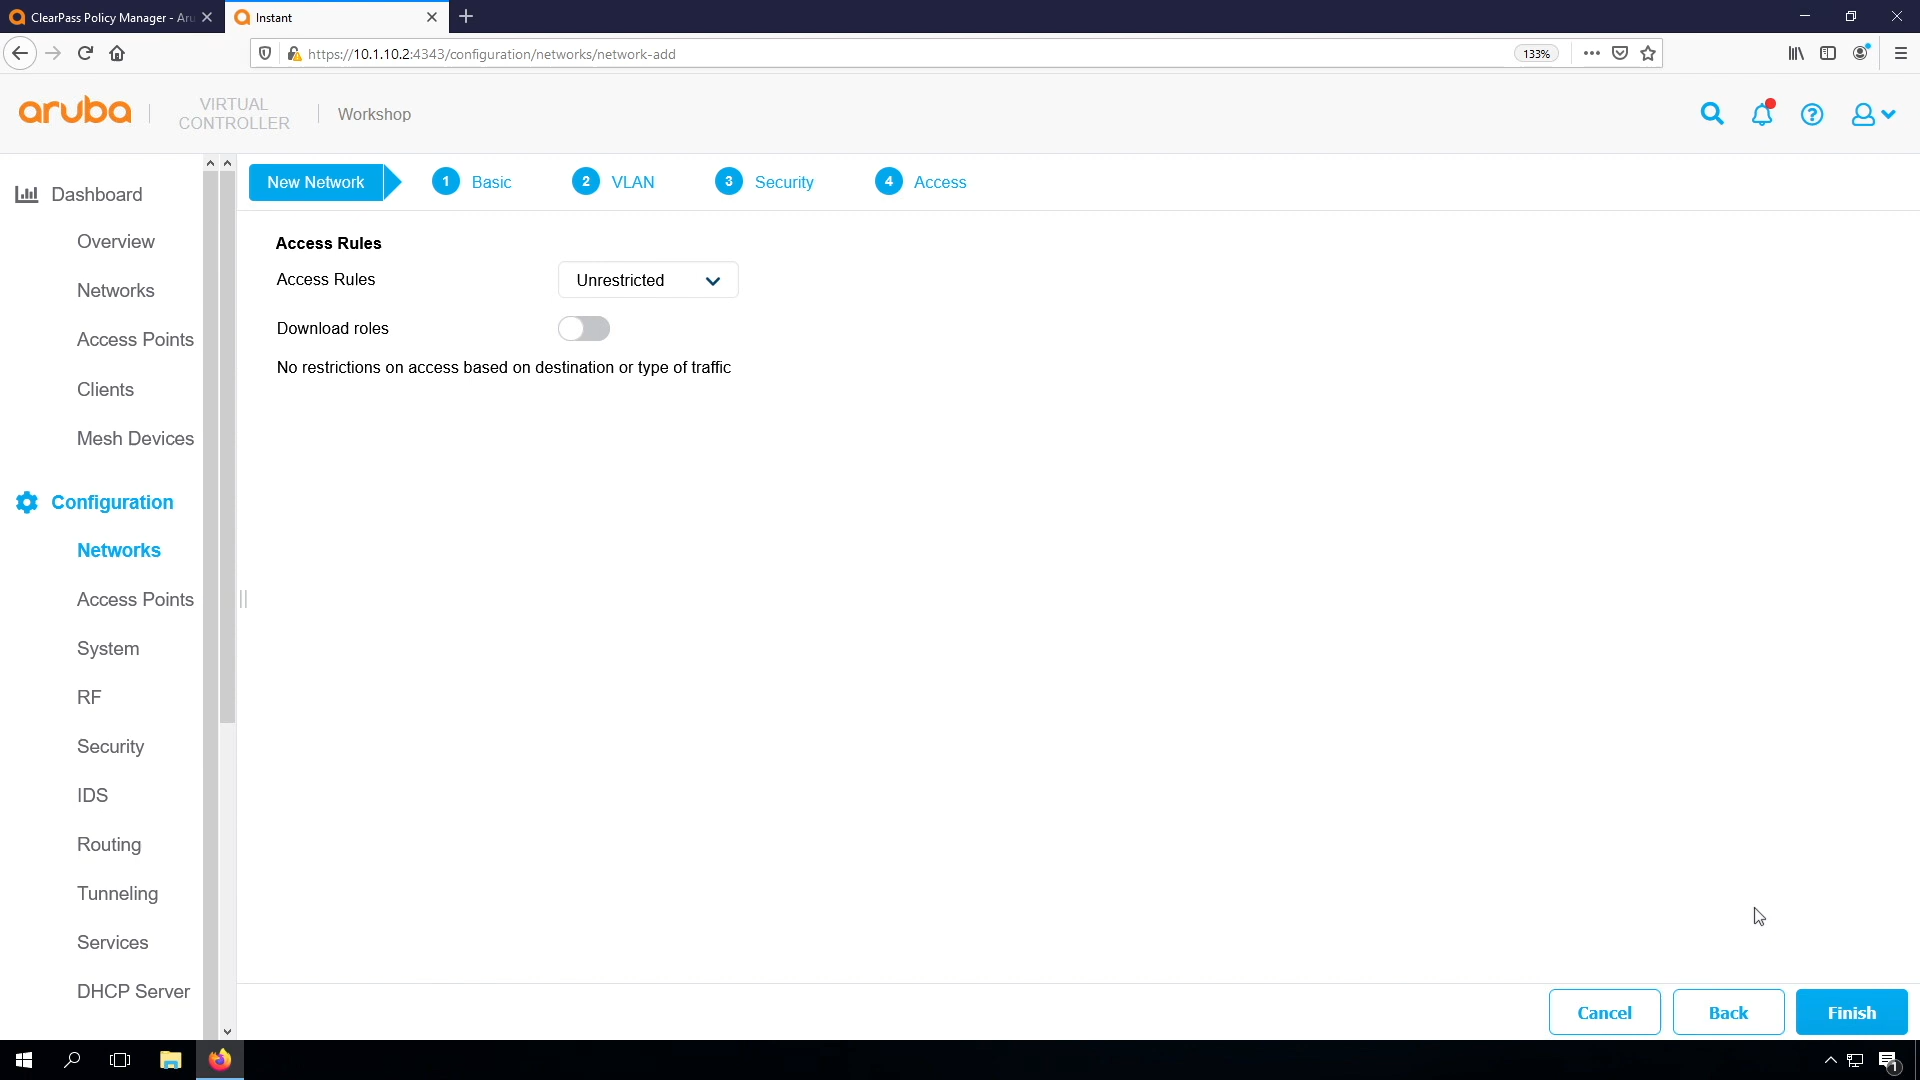 ClearPass Policy Manager - Aru
Instant
https://10.1.10.2:4343/configuration/networks/network-add
133%
aruba
VIRTUAL
CONTROLLER
Workshop
Dashboard
Overview
Networks
Access Points
Clients
Mesh Devices
Configuration
Networks
Access Points
System
RF
Security
IDS
Routing
Tunneling
Services
DHCP Server
New Network
1 Basic
2 VLAN
3 Security
4 Access
Access Rules
Access Rules
Unrestricted
Download roles
No restrictions on access based on destination or type of traffic
Cancel
Back
Finish
1